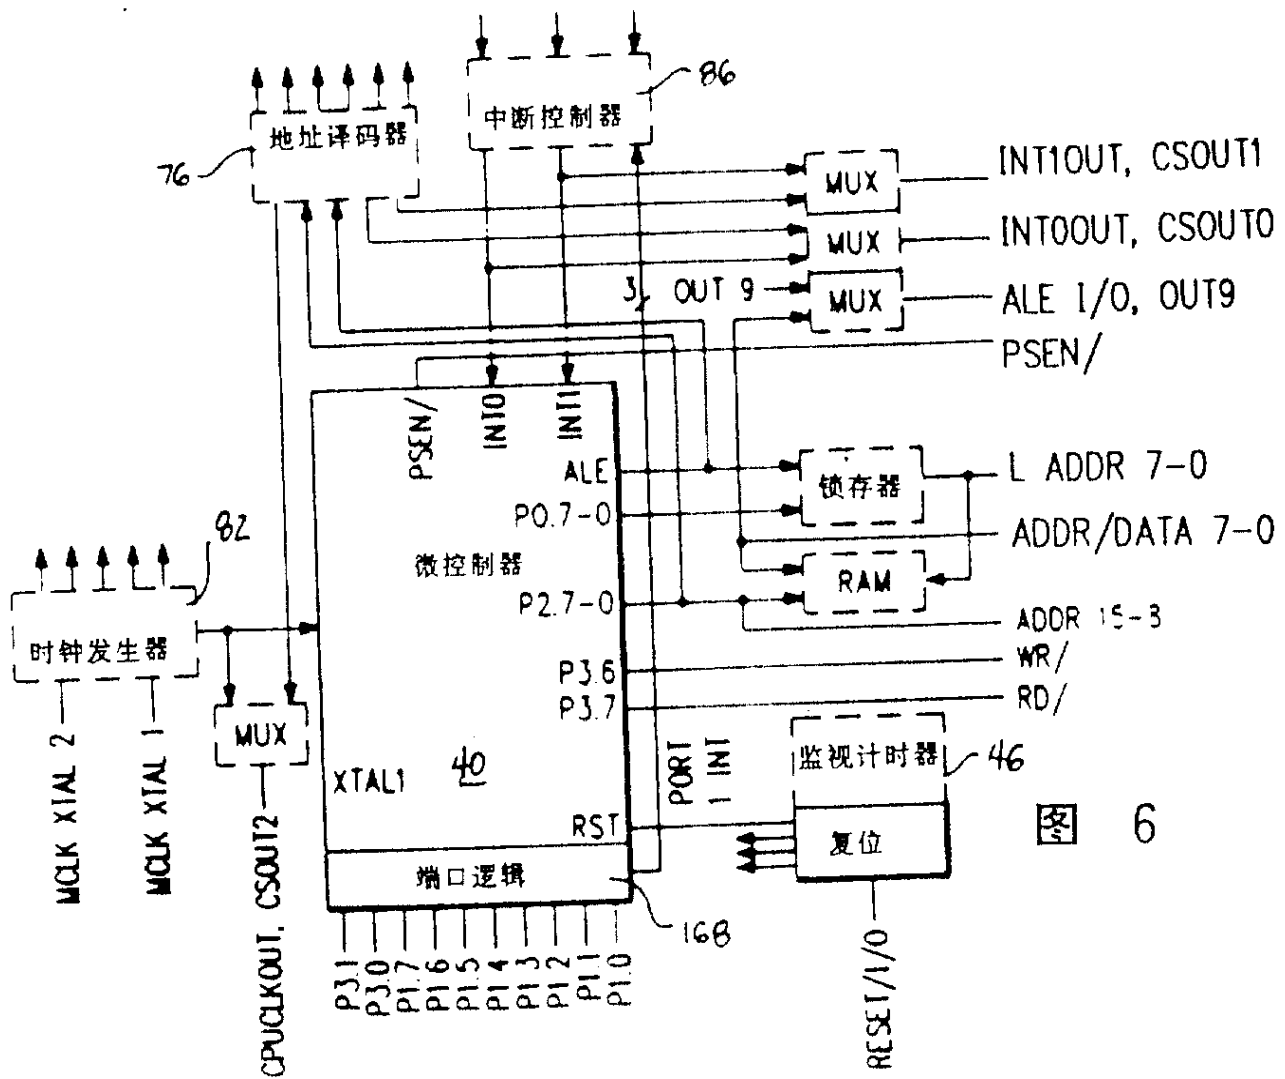 86
中断控制器
地址译码器
76
MUX
INT1OUT, CSOUT1
MUX
INT0OUT, CSOUT0
3
OUT 9
MUX
ALE I/O, OUT9
PSEN/
PSEN/
INT0
INT1
ALE
锁存器
L ADDR 7-0
P0.7-0
ADDR/DATA 7-0
82
微控制器
RAM
P2.7-0
ADDR 15-3
时钟发生器
P3.6
WR/
P3.7
RD/
MUX
MCLK XTAL 2
MCLK XTAL 1
CPUCLKOUT, CSOUT2
XTAL1
40
PORT
1 INT
监视计时器
46
RST
复位
图 6
端口逻辑
168
P3.1
P3.0
P1.7
P1.6
P1.5
P1.4
P1.3
P1.2
P1.1
P1.0
RESET/I/O